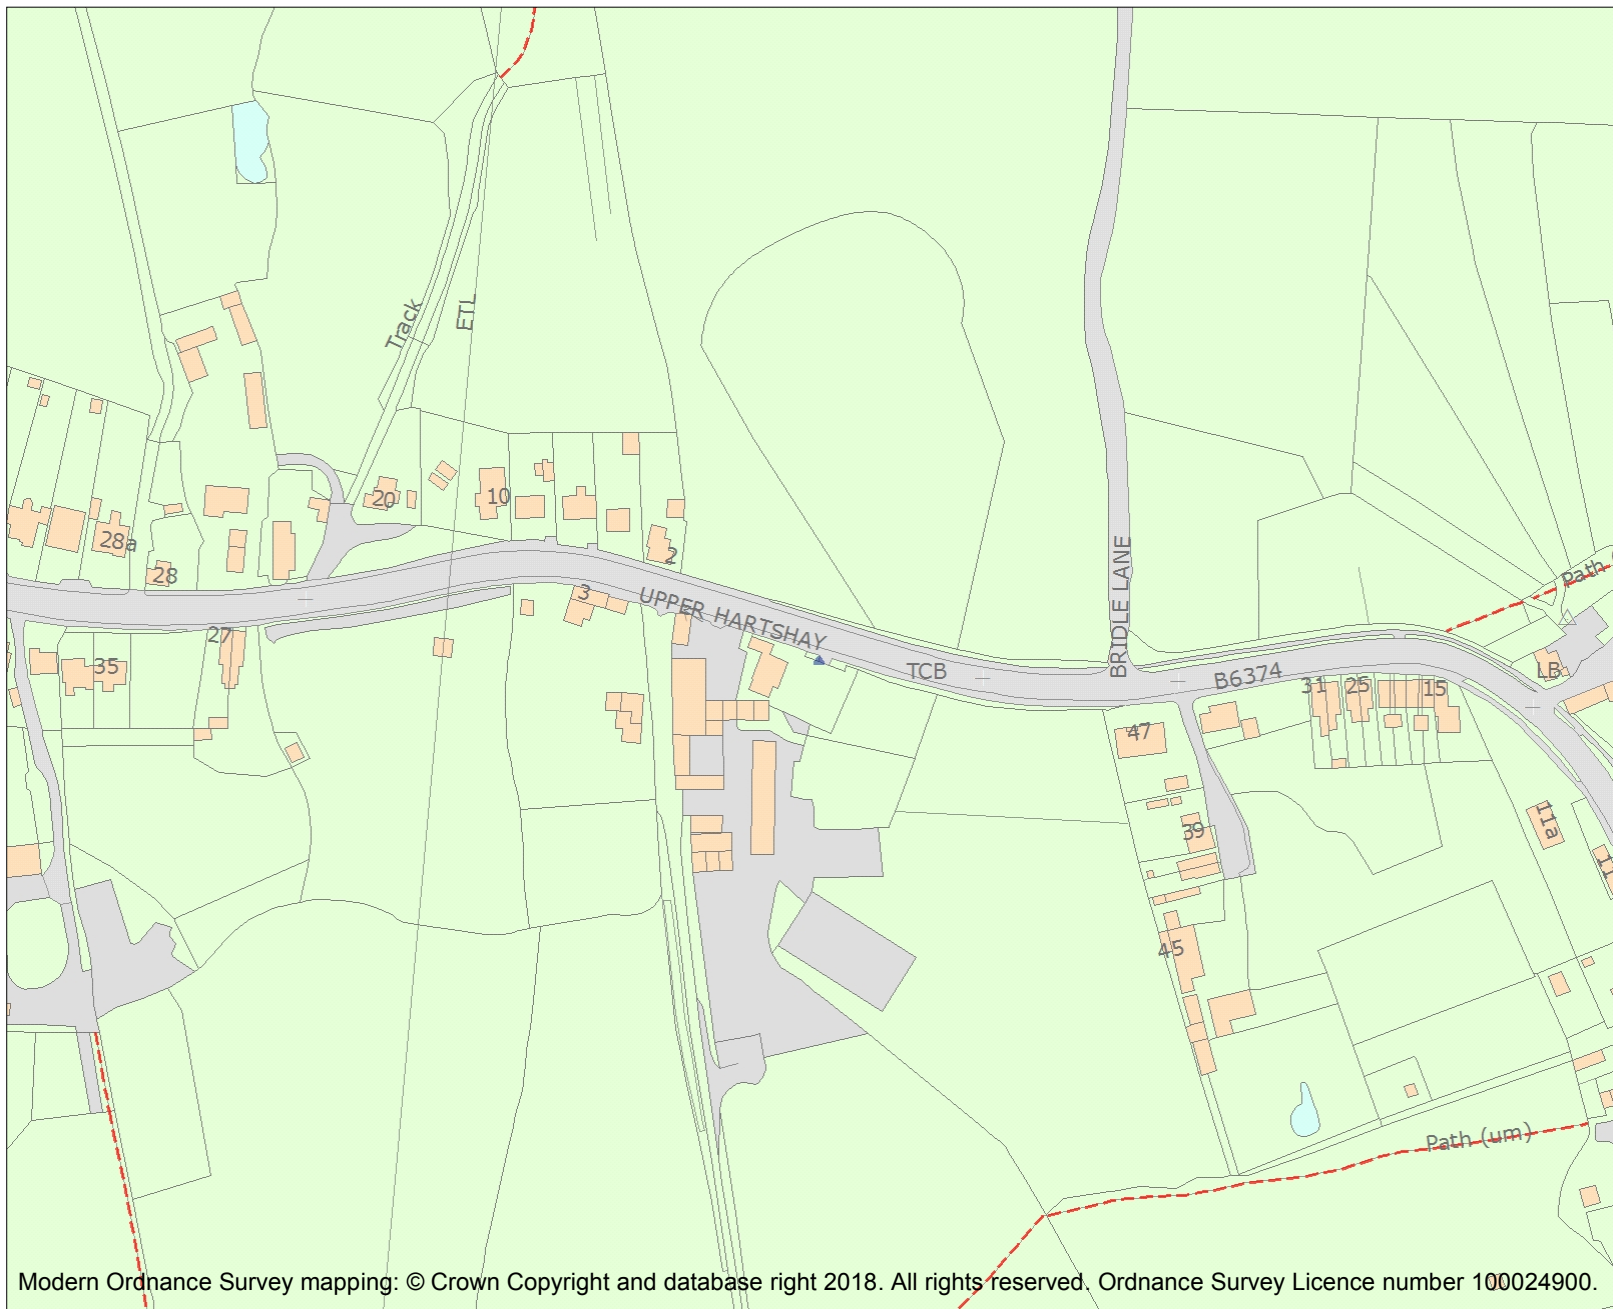 Track
ETL
20
10
28a
28
2
3
UPPER HARTSHAY
27
35
TCB
BRIDLE LANE
B6374
Path
LB
31
25
15
47
39
11a
11
45
Path (um)
Modern Ordnance Survey mapping: © Crown Copyright and database right 2018. All rights reserved. Ordnance Survey Licence number 100024900.